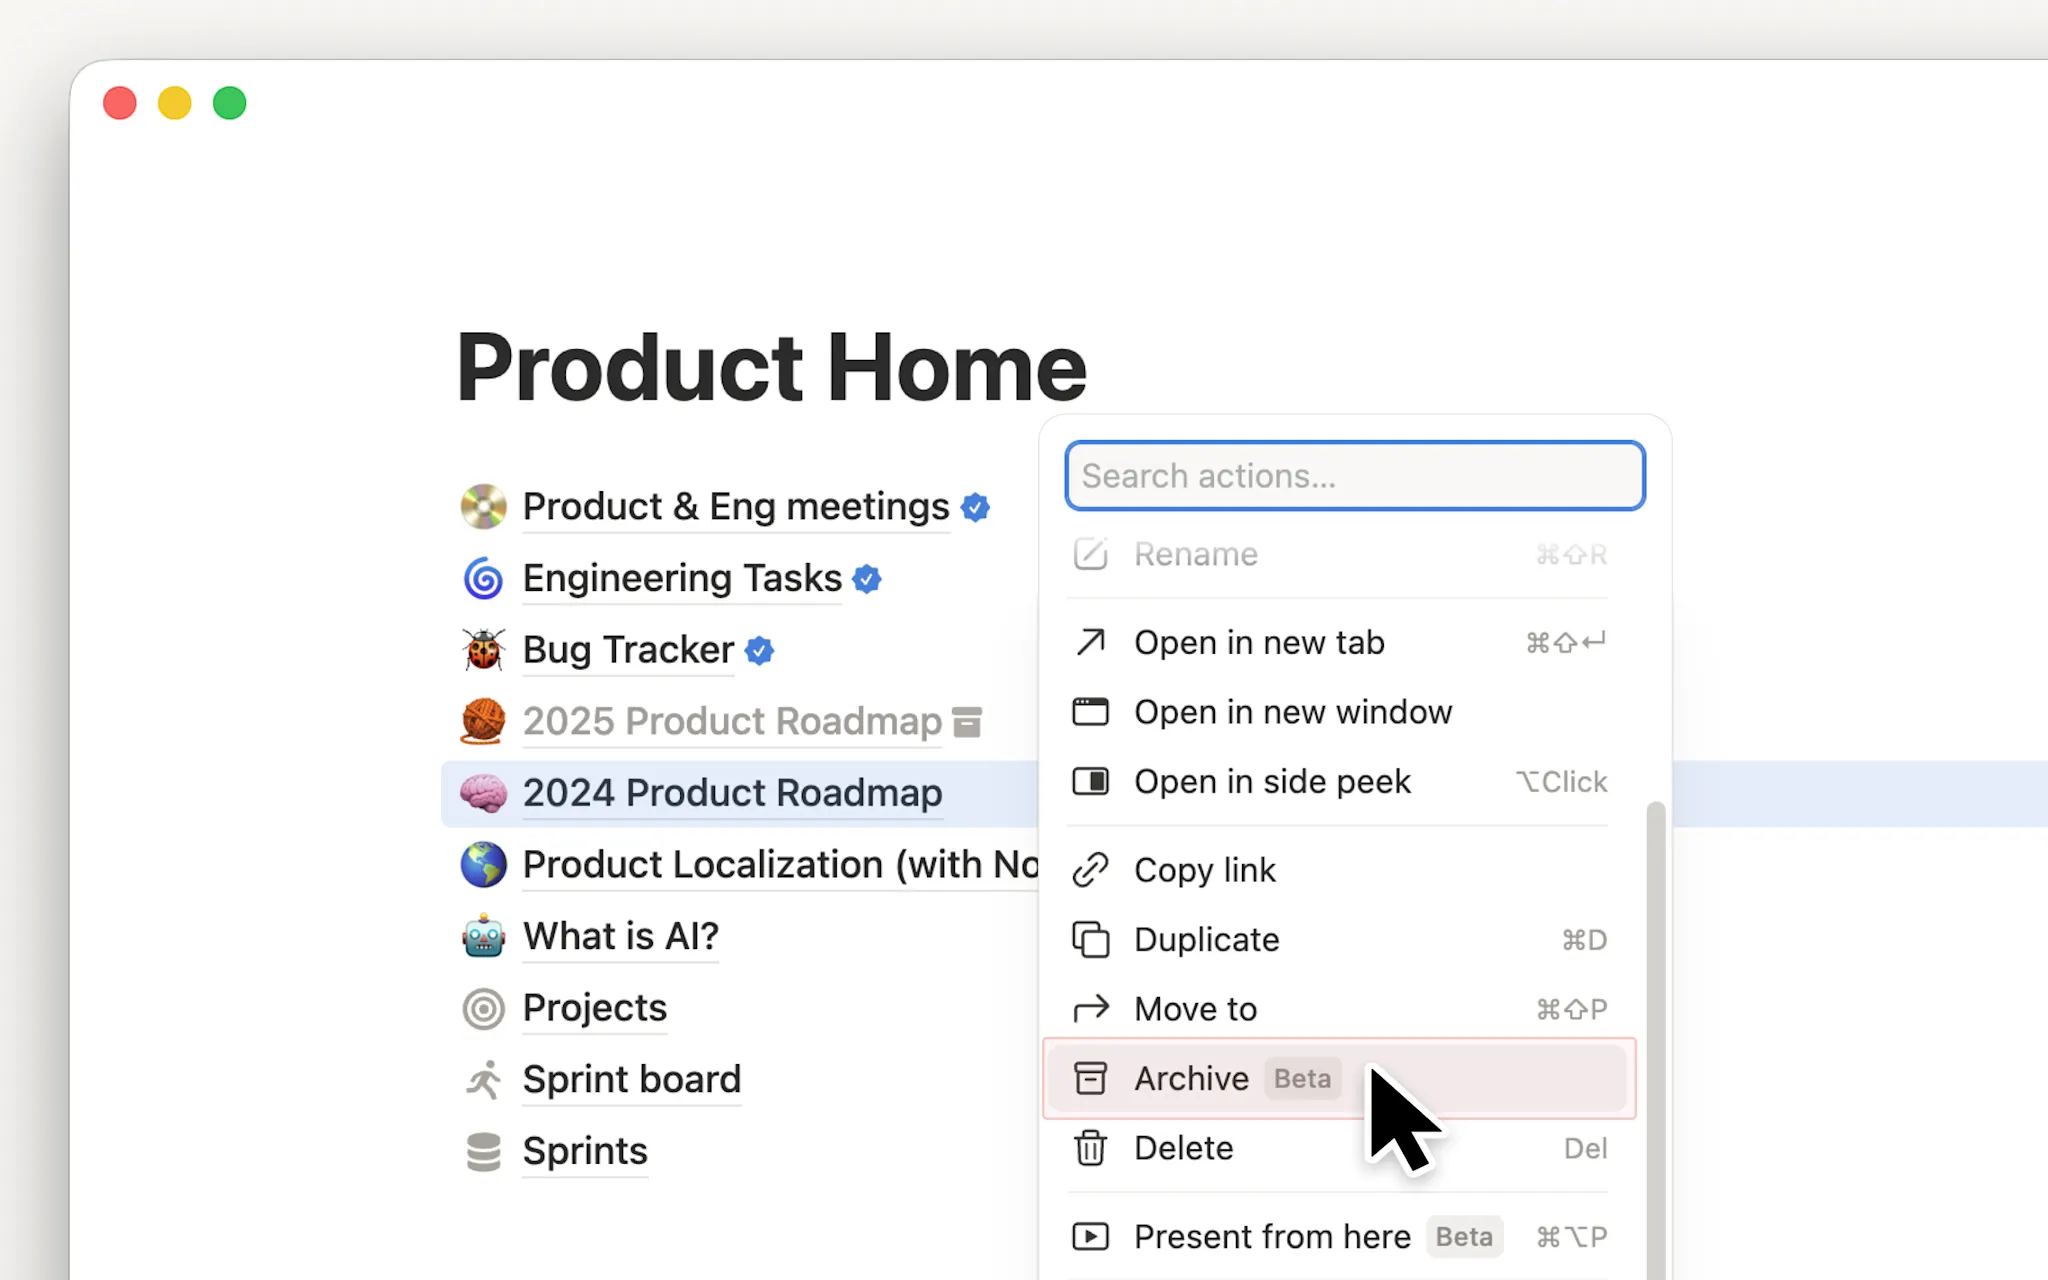 Product Home
Product & Eng meetings
Engineering Tasks
Bug Tracker
2025 Product Roadmap
2024 Product Roadmap
Product Localization (with No
What is AI?
Projects
Sprint board
Sprints
Search actions...
Rename ⌘⇧R
Open in new tab ⌘⇧↵
Open in new window
Open in side peek ⌥Click
Copy link
Duplicate ⌘D
Move to ⌘⇧P
Archive Beta
Delete Del
Present from here Beta ⌘⌥P